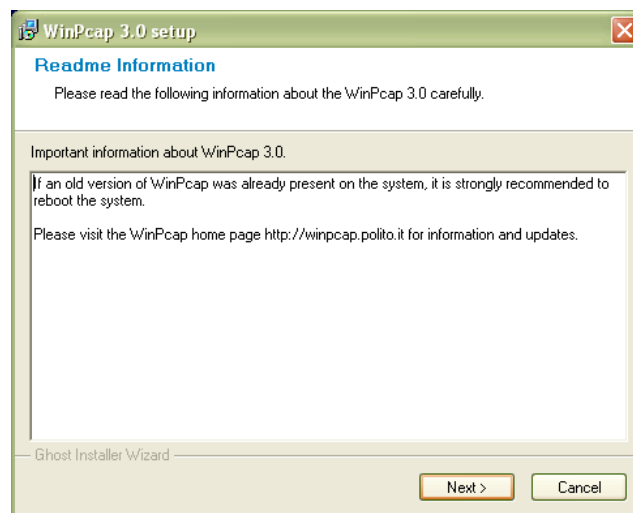 WinPcap 3.0 setup
Readme Information
Please read the following information about the WinPcap 3.0 carefully.
Important information about WinPcap 3.0.
If an old version of WinPcap was already present on the system, it is strongly recommended to
reboot the system.
Please visit the WinPcap home page http://winpcap.polito.it for information and updates.
Ghost Installer Wizard
Next >
Cancel